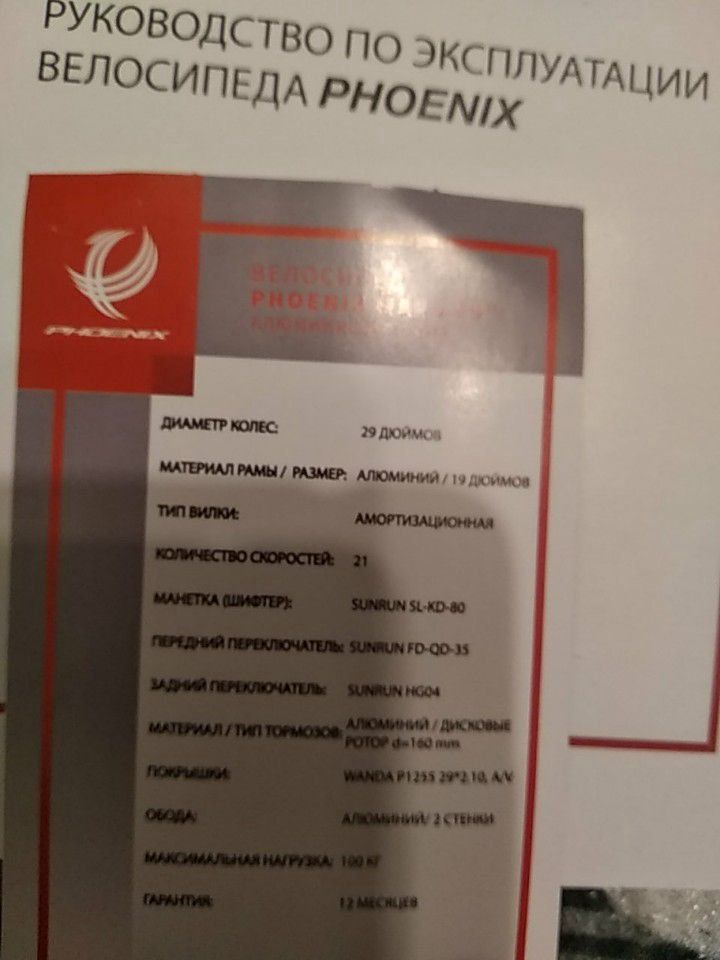 РУКОВОДСТВО ПО ЭКСПЛУАТАЦИИ
ВЕЛОСИПЕДА PHOENIX
PHOENIX
PHOENIX
ДИАМЕТР КОЛЕС: 29 ДЮЙМОВ
МАТЕРИАЛ РАМЫ / РАЗМЕР: АЛЮМИНИЙ / 19 ДЮЙМОВ
ТИП ВИЛКИ: АМОРТИЗАЦИОННАЯ
КОЛИЧЕСТВО СКОРОСТЕЙ: 21
МАНЕТКА (ШИФТЕР): SUNRUN SL-KD-80
ПЕРЕДНИЙ ПЕРЕКЛЮЧАТЕЛЬ: SUNRUN FD-QD-35
ЗАДНИЙ ПЕРЕКЛЮЧАТЕЛЬ: SUNRUN HG04
МАТЕРИАЛ / ТИП ТОРМОЗОВ: АЛЮМИНИЙ / ДИСКОВЫЕ
РОТОР d=160 mm
ПОКРЫШКИ: WANDA P1255 29*2.10, A/V
ОБОДА: АЛЮМИНИЙ/ 2 СТЕНКИ
МАКСИМАЛЬНАЯ НАГРУЗКА: 100 КГ
ГАРАНТИЯ: 12 МЕСЯЦЕВ